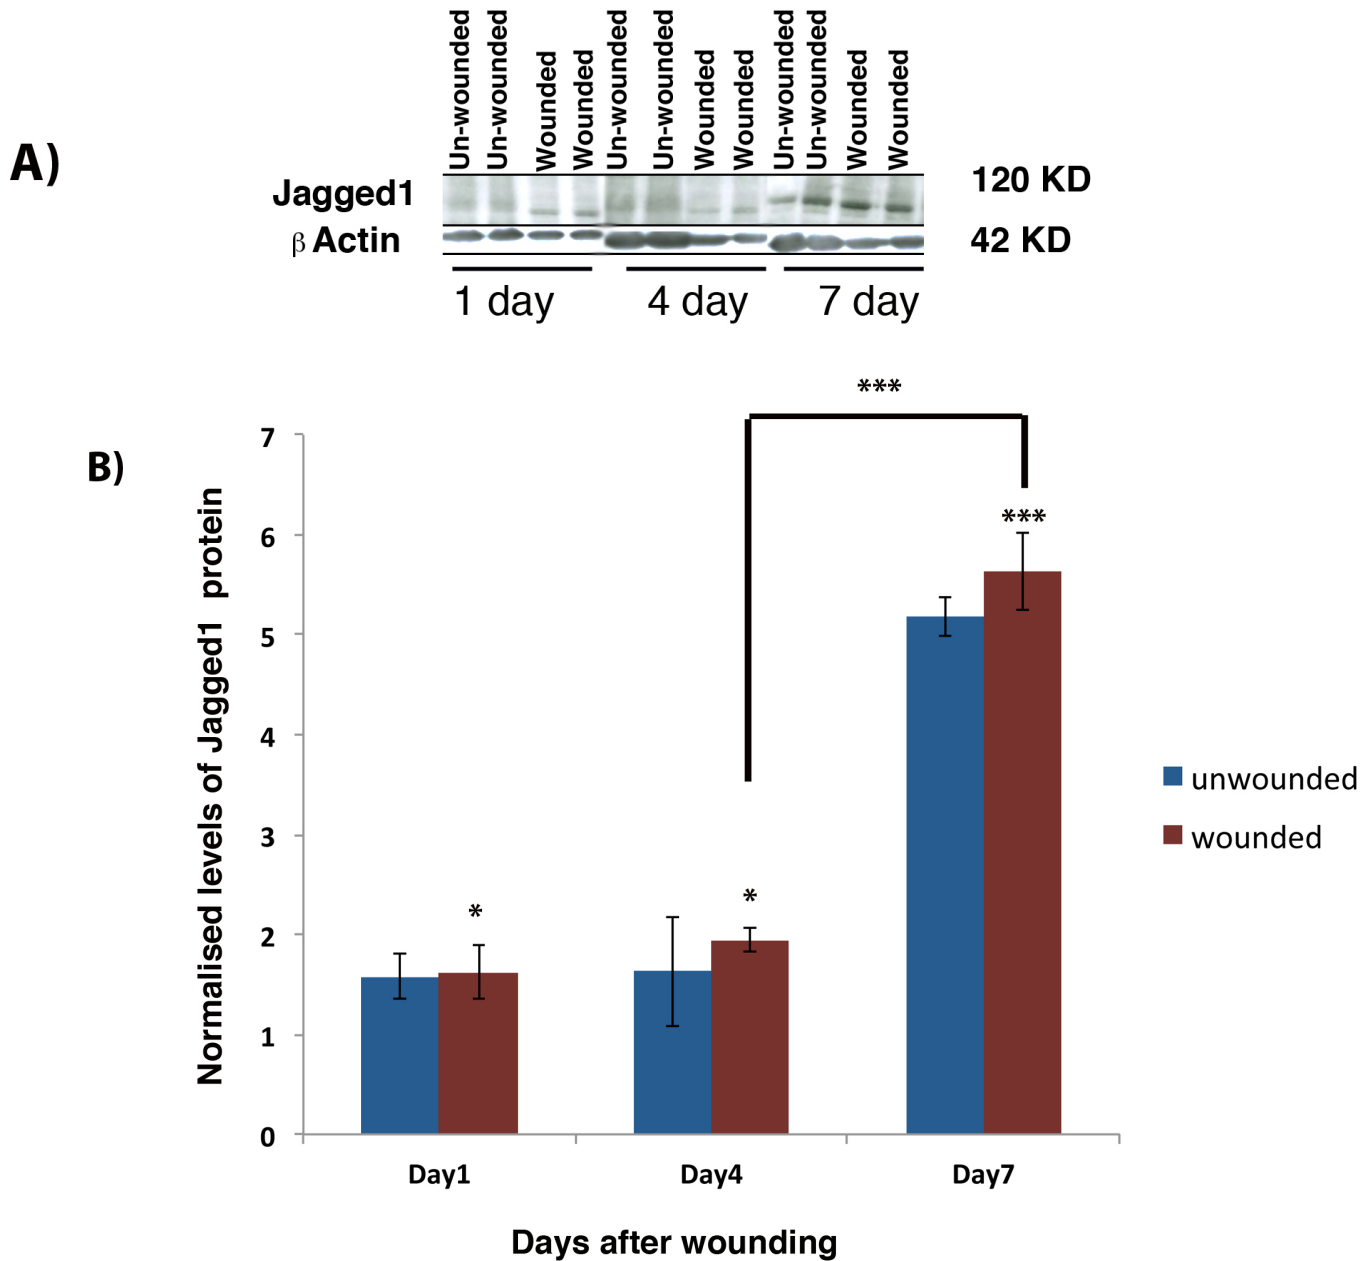 A)
Un-wounded
Un-wounded
Wounded
Wounded
Un-wounded
Un-wounded
Wounded
Wounded
Un-wounded
Un-wounded
Wounded
Wounded
Jagged1
120 KD
β Actin
42 KD
1 day
4 day
7 day
B)
***
***
*
*
Normalised levels of Jagged1 protein
7
6
5
4
3
2
1
0
unwounded
wounded
Day1
Day4
Day7
Days after wounding